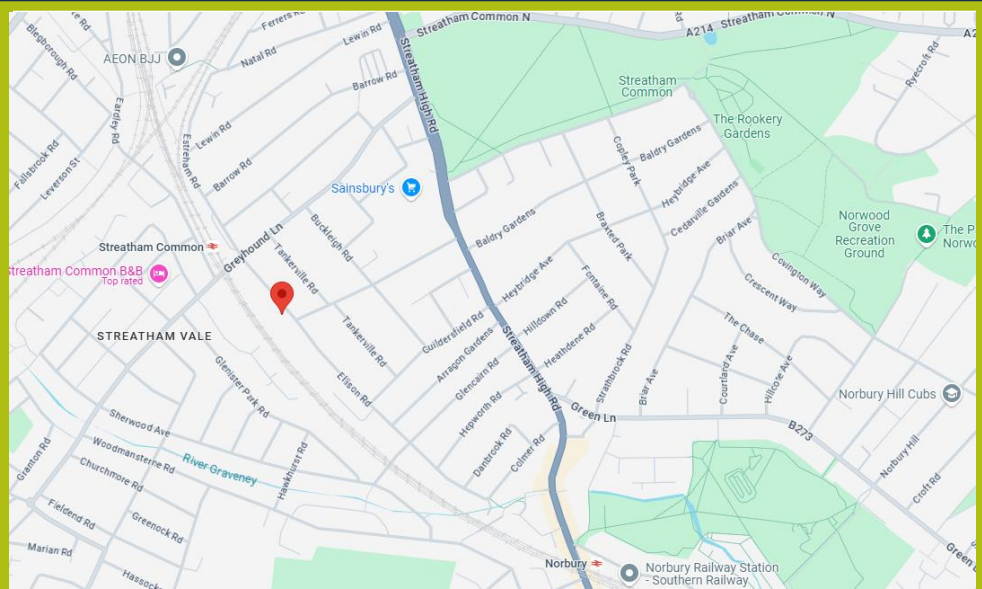 Streatham Common N
A214
Streatham Common N
Ferrers Rd
Lewin Rd
Natal Rd
AEON BJJ
Blegborough Rd
Eardley Rd
Estreham Rd
Barrow Rd
Streatham High Rd
Streatham
Common
Ryecroft Rd
The Rookery
Gardens
Lewin Rd
Barrow Rd
Fallsbrook Rd
Leverson St
Sainsbury's
Copley Park
Baldry Gardens
Heybridge Ave
Cedarville Gardens
Briar Ave
Norwood
Grove
Recreation
Ground
Streatham Common
Greyhound Ln
Buckleigh Rd
Tankerville Rd
Baldry Gardens
Braxted Park
Covington Way
Streatham Common B&B
Top rated
Heybridge Ave
Fontaine Rd
Crescent Way
STREATHAM VALE
Tankerville Rd
Guildersfield Rd
Hilldown Rd
The Chase
Arragon Gardens
Heathdene Rd
Streatham High Rd
Glencairn Rd
Strathbrook Rd
Briar Ave
Courtland Ave
Hillcote Ave
Glenister Park Rd
Ellison Rd
Hepworth Rd
Norbury Hill Cubs
Green Ln
B273
Sherwood Ave
Danbrook Rd
Colmer Rd
Woodmansterne Rd
River Graveney
Hawkhurst Rd
Granton Rd
Churchmore Rd
Norbury Hill
Croft Rd
Fieldend Rd
Greenock Rd
Marian Rd
Norbury
Norbury Railway Station
- Southern Railway